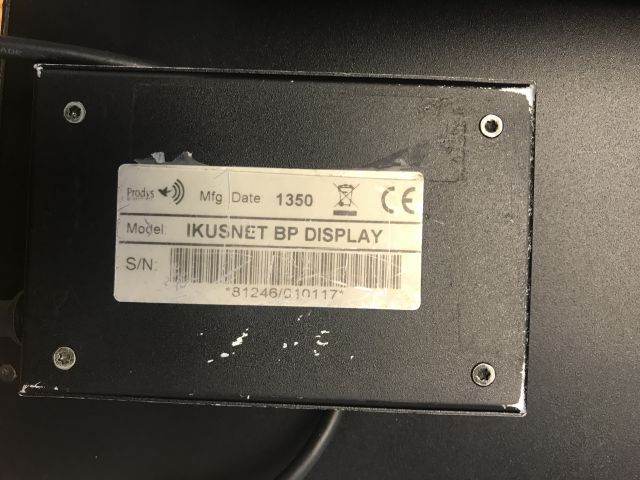 Prodys Mfg. Date 1350 CE
Model: IKUSNET BP DISPLAY
S/N:
*81246/010117*